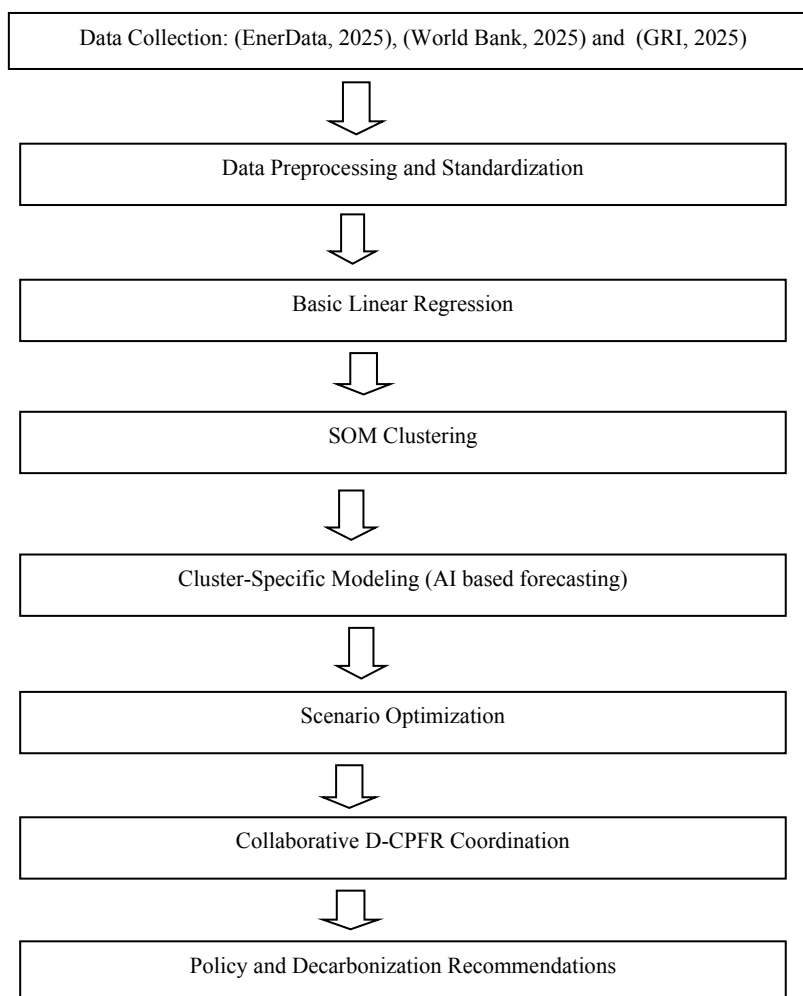 Data Collection: (EnerData, 2025), (World Bank, 2025) and  (GRI, 2025)
Data Preprocessing and Standardization
Basic Linear Regression
SOM Clustering
Cluster-Specific Modeling (AI based forecasting)
Scenario Optimization
Collaborative D-CPFR Coordination
Policy and Decarbonization Recommendations